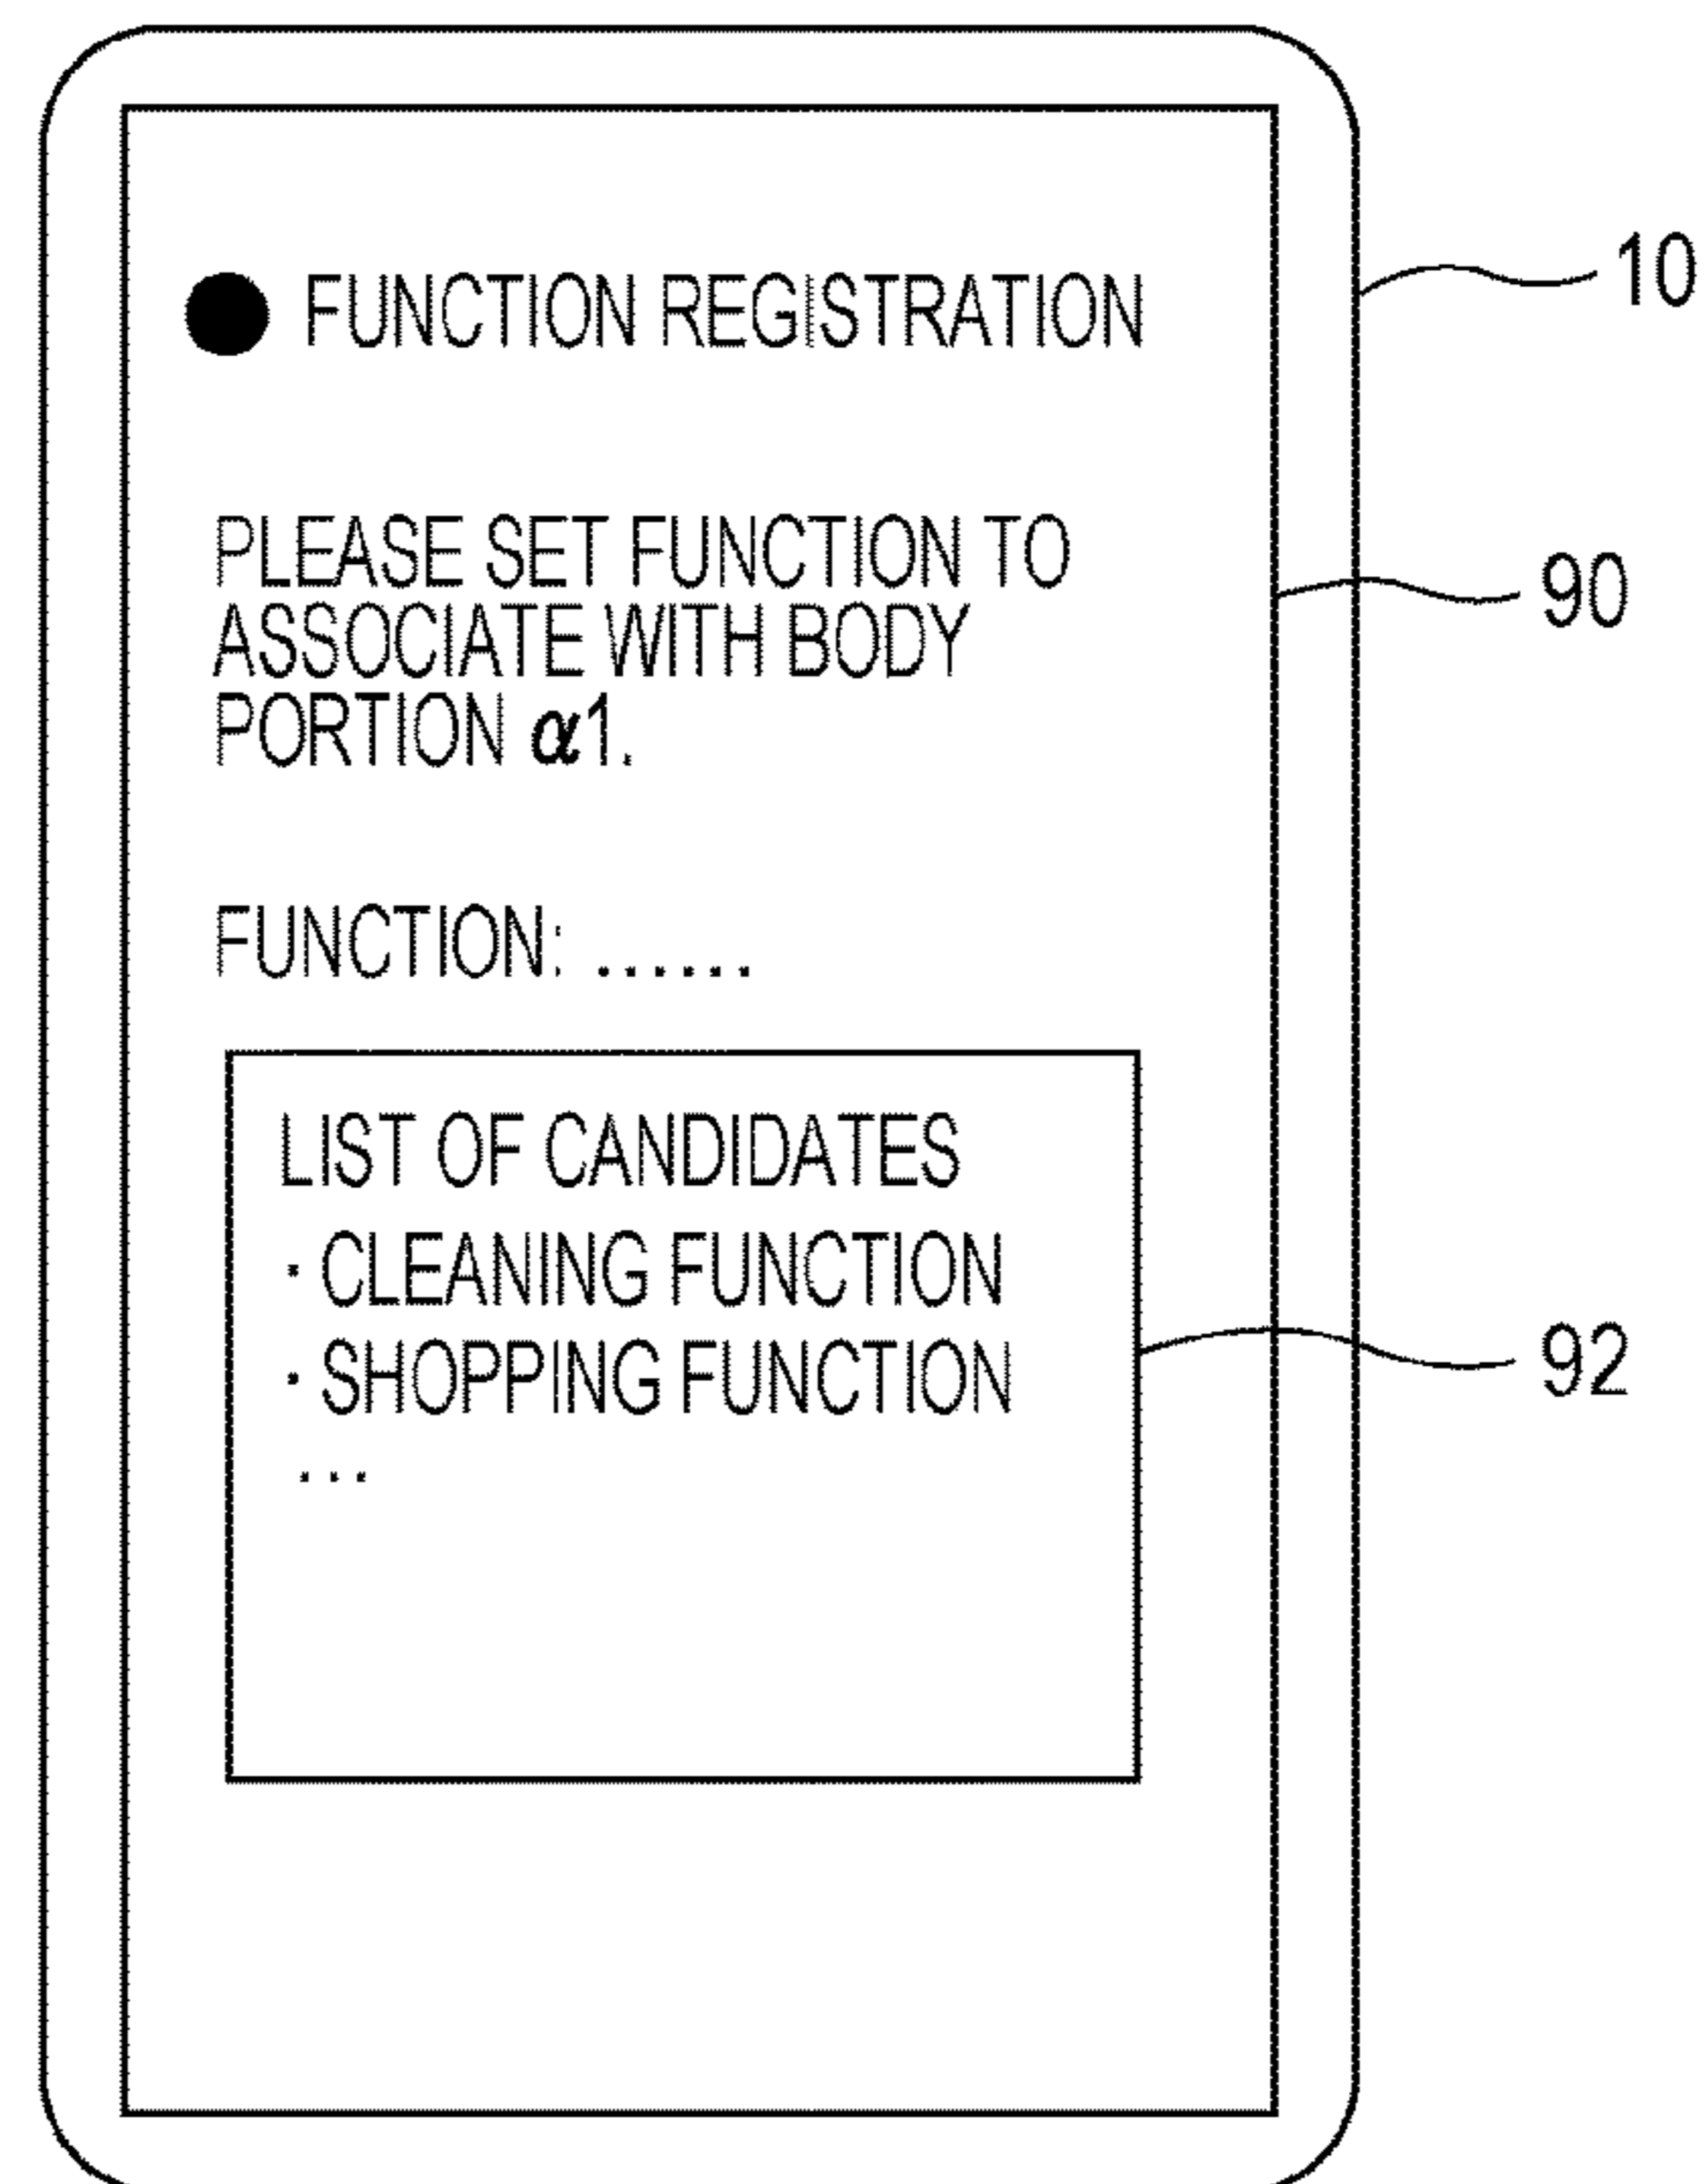 ● FUNCTION REGISTRATION
10
PLEASE SET FUNCTION TO
ASSOCIATE WITH BODY
PORTION α1.
90
FUNCTION: ......
LIST OF CANDIDATES
· CLEANING FUNCTION
· SHOPPING FUNCTION
...
92